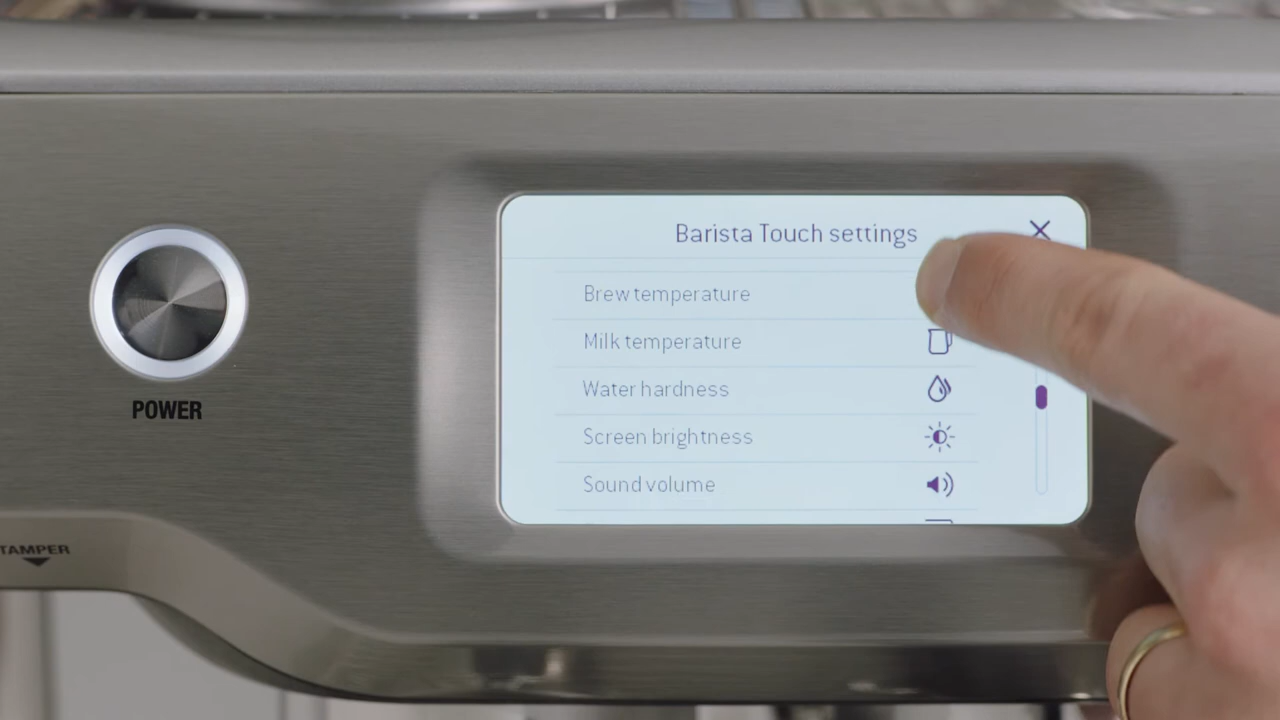 Barista Touch settings
Brew temperature
Milk temperature
Water hardness
Screen brightness
Sound volume
POWER
TAMPER